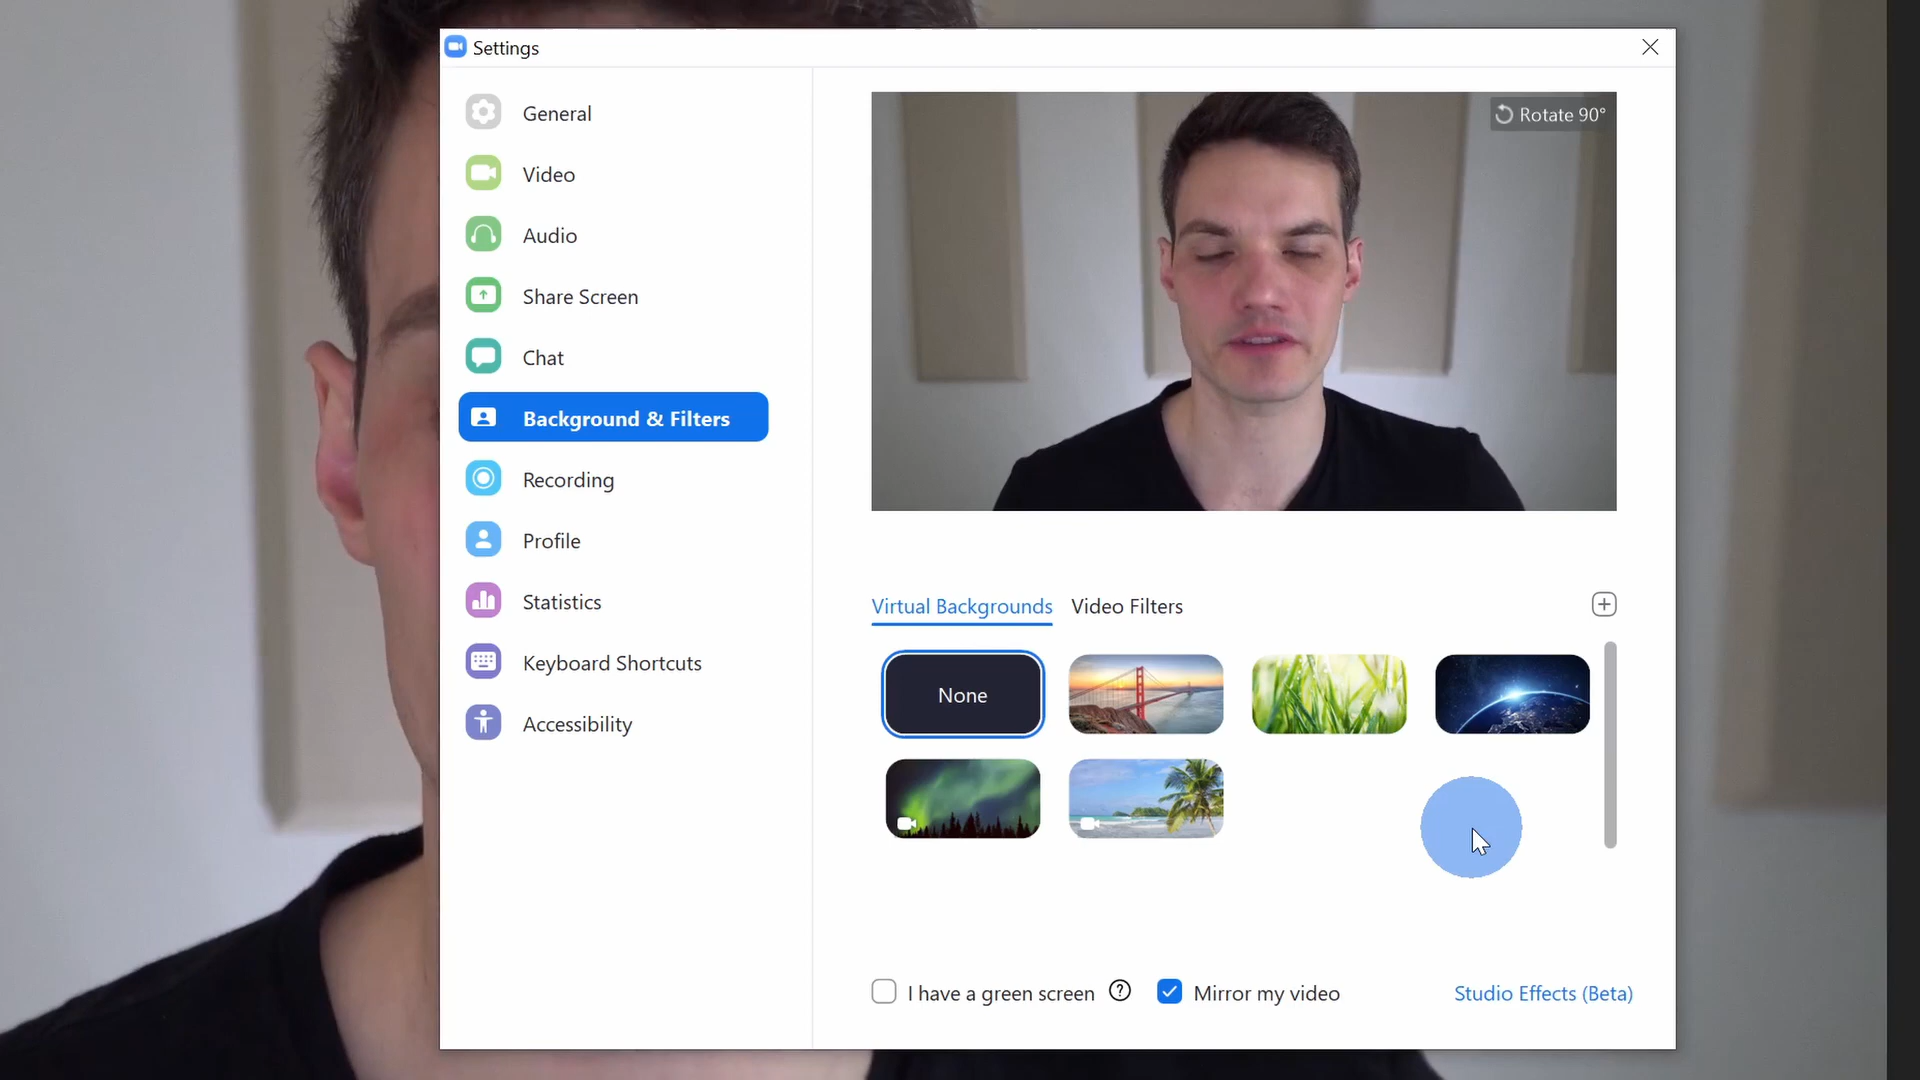 Settings
General
Video
Audio
Share Screen
Chat
Background & Filters
Recording
Profile
Statistics
Keyboard Shortcuts
Accessibility
Rotate 90°
Virtual Backgrounds Video Filters
None
I have a green screen ? Mirror my video Studio Effects (Beta)